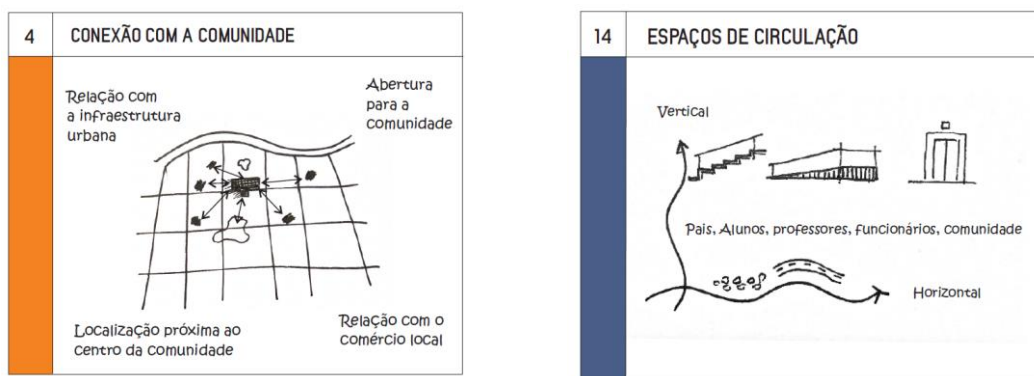 4 CONEXÃO COM A COMUNIDADE
Relação com
a infraestrutura
urbana
Abertura
para a
comunidade
Localização próxima ao
centro da comunidade
Relação com o
comércio local
14 ESPAÇOS DE CIRCULAÇÃO
Vertical
Pais, Alunos, professores, funcionários, comunidade
Horizontal